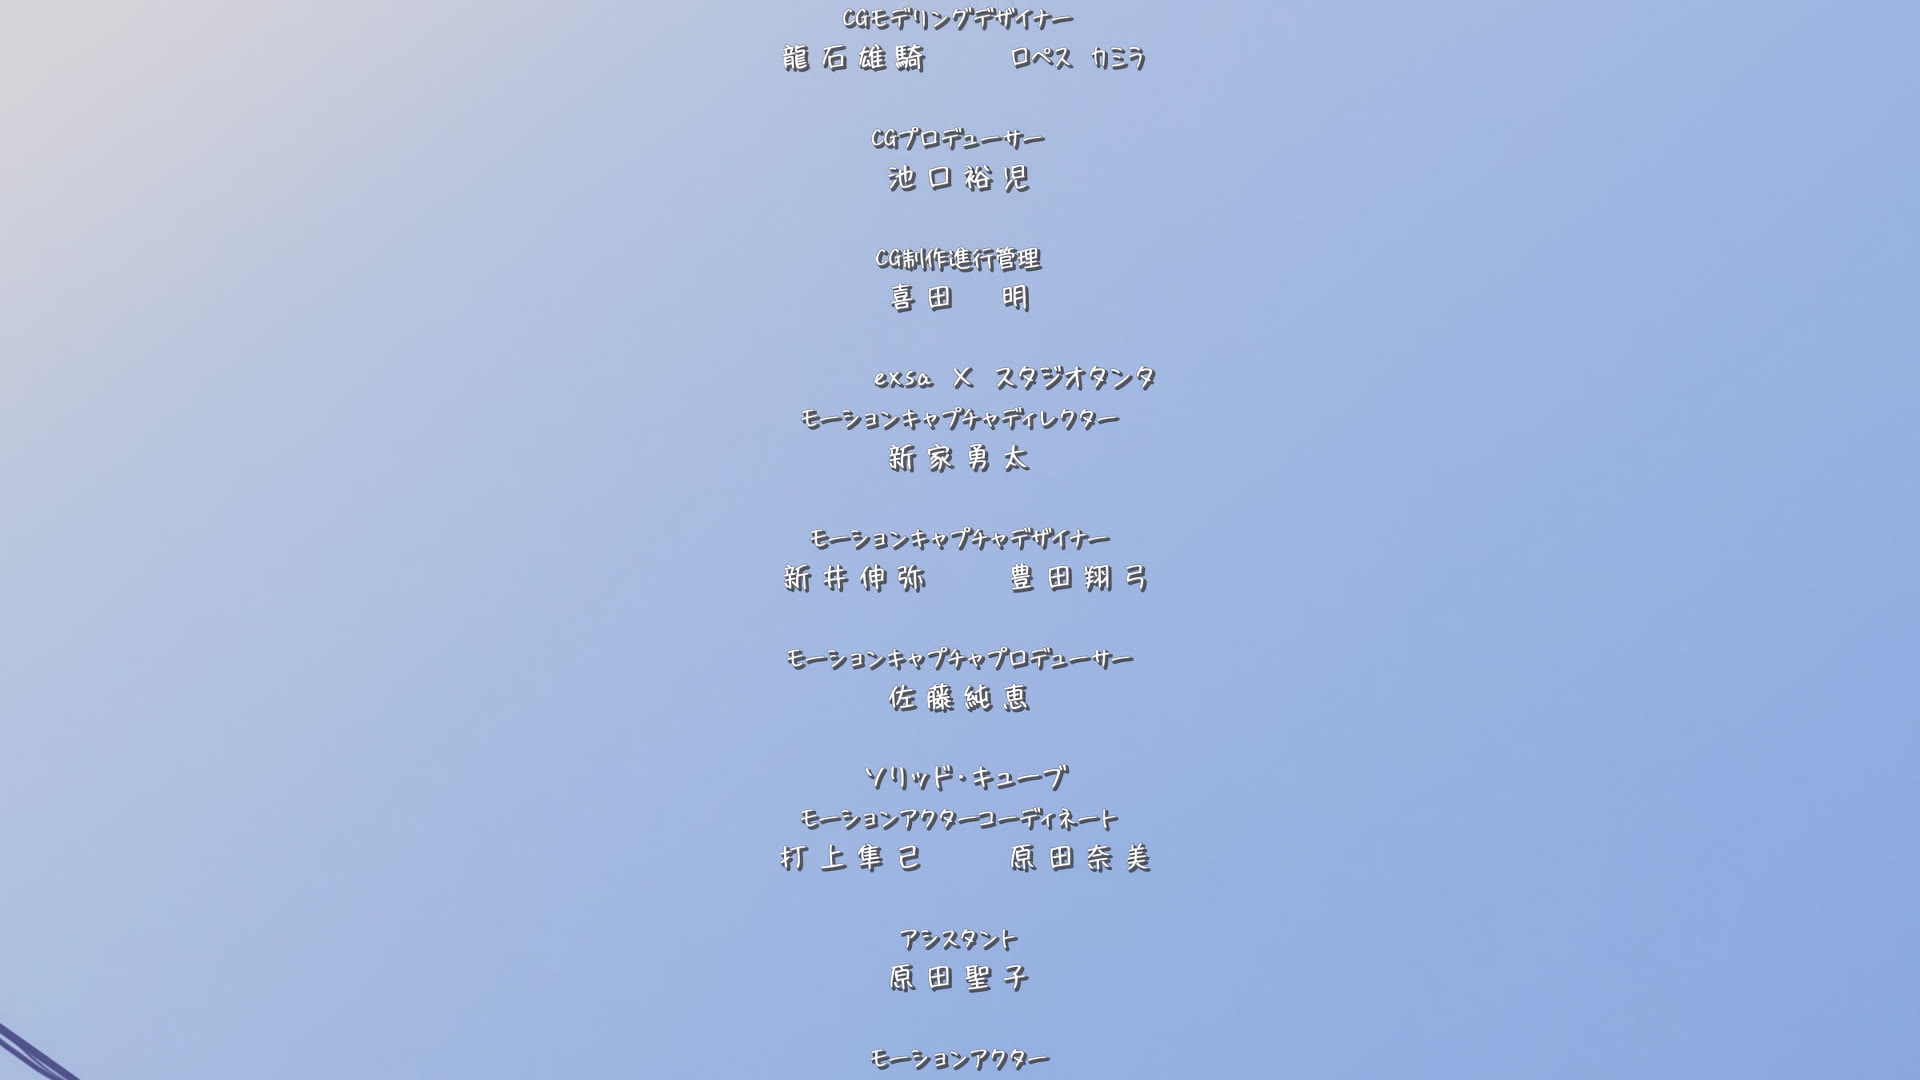 CGモデリングデザイナー
龍石雄騎 ロペス カミラ
CGプロデューサー
池口裕児
CG制作進行管理
喜田 明
exsa X スタジオタンタ
モーションキャプチャディレクター
新家勇太
モーションキャプチャデザイナー
新井伸弥 豊田翔弓
モーションキャプチャプロデューサー
佐藤純恵
ソリッド・キューブ
モーションアクターコーディネート
打上隼己 原田奈美
アシスタント
原田聖子
モーションアクター